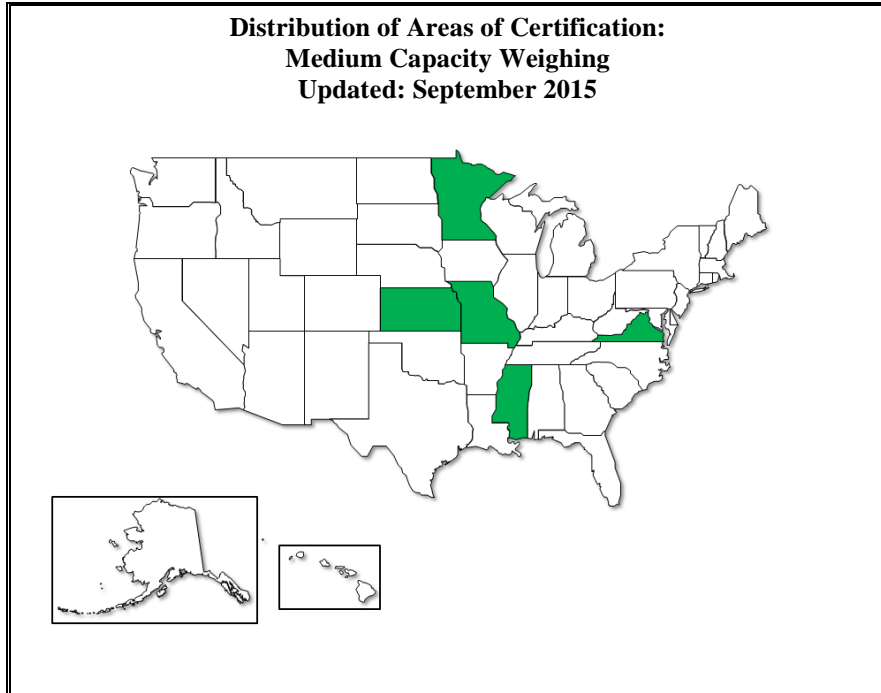 Distribution of Areas of Certification:
Medium Capacity Weighing
Updated: September 2015